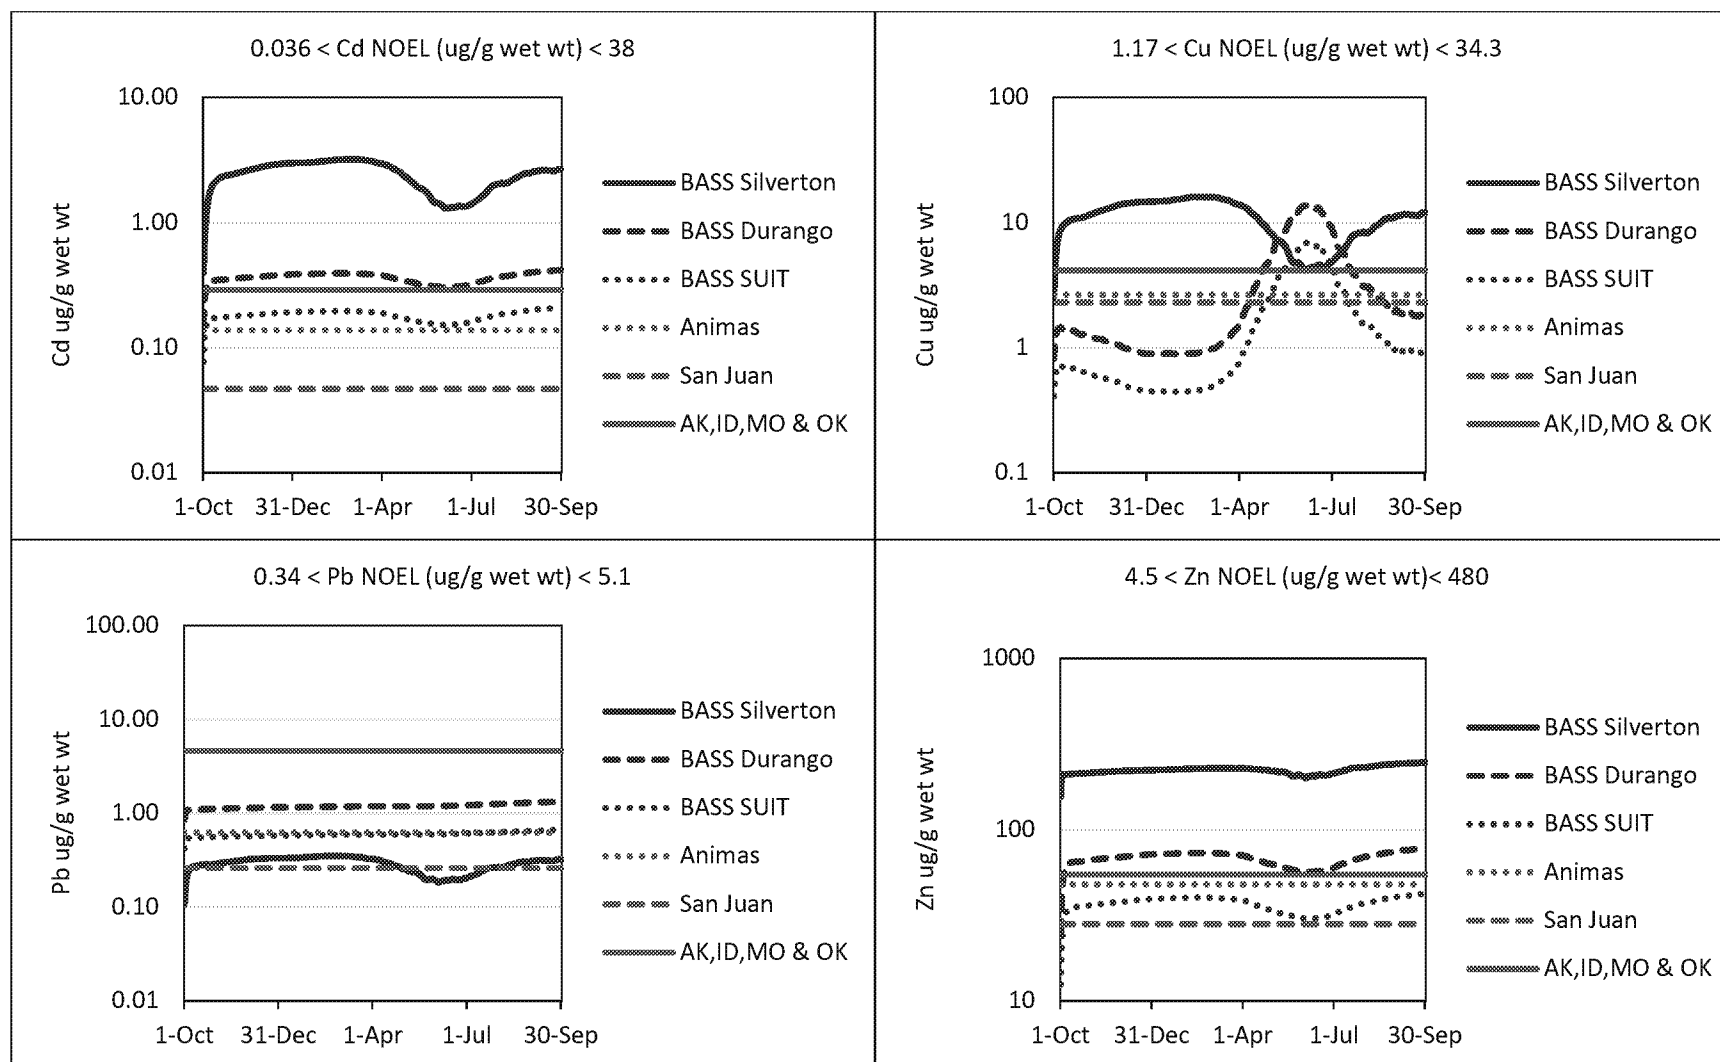 0.036 < Cd NOEL (ug/g wet wt) < 38
Cd ug/g wet wt
10.00
1.00
0.10
0.01
1-Oct 31-Dec 1-Apr 1-Jul 30-Sep
BASS Silverton
BASS Durango
BASS SUIT
Animas
San Juan
AK,ID,MO & OK
1.17 < Cu NOEL (ug/g wet wt) < 34.3
Cu ug/g wet wt
100
10
1
0.1
1-Oct 31-Dec 1-Apr 1-Jul 30-Sep
BASS Silverton
BASS Durango
BASS SUIT
Animas
San Juan
AK,ID,MO & OK
0.34 < Pb NOEL (ug/g wet wt) < 5.1
Pb ug/g wet wt
100.00
10.00
1.00
0.10
0.01
1-Oct 31-Dec 1-Apr 1-Jul 30-Sep
BASS Silverton
BASS Durango
BASS SUIT
Animas
San Juan
AK,ID,MO & OK
4.5 < Zn NOEL (ug/g wet wt)< 480
Zn ug/g wet wt
1000
100
10
1-Oct 31-Dec 1-Apr 1-Jul 30-Sep
BASS Silverton
BASS Durango
BASS SUIT
Animas
San Juan
AK,ID,MO & OK